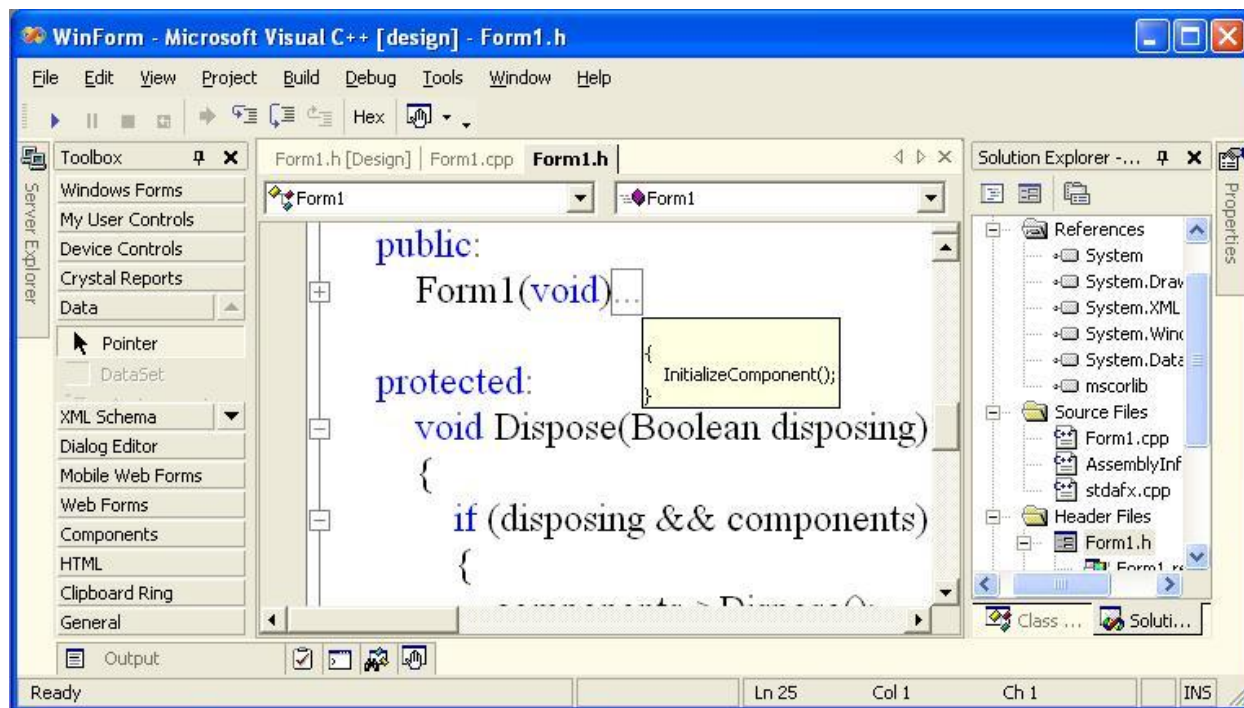 WinForm - Microsoft Visual C++ [design] - Form1.h
File Edit View Project Build Debug Tools Window Help
Hex
Server Explorer
Toolbox
Windows Forms
My User Controls
Device Controls
Crystal Reports
Data
Pointer
DataSet
XML Schema
Dialog Editor
Mobile Web Forms
Web Forms
Components
HTML
Clipboard Ring
General
Form1.h [Design] Form1.cpp Form1.h
Form1 Form1
public:
Form1(void)...
{
InitializeComponent();
}
protected:
void Dispose(Boolean disposing)
{
if (disposing && components)
{
Solution Explorer -...
References
System
System.Draw
System.XML
System.Wind
System.Data
mscorlib
Source Files
Form1.cpp
AssemblyInf
stdafx.cpp
Header Files
Form1.h
Class ... Soluti...
Properties
Output
Ready Ln 25 Col 1 Ch 1 INS